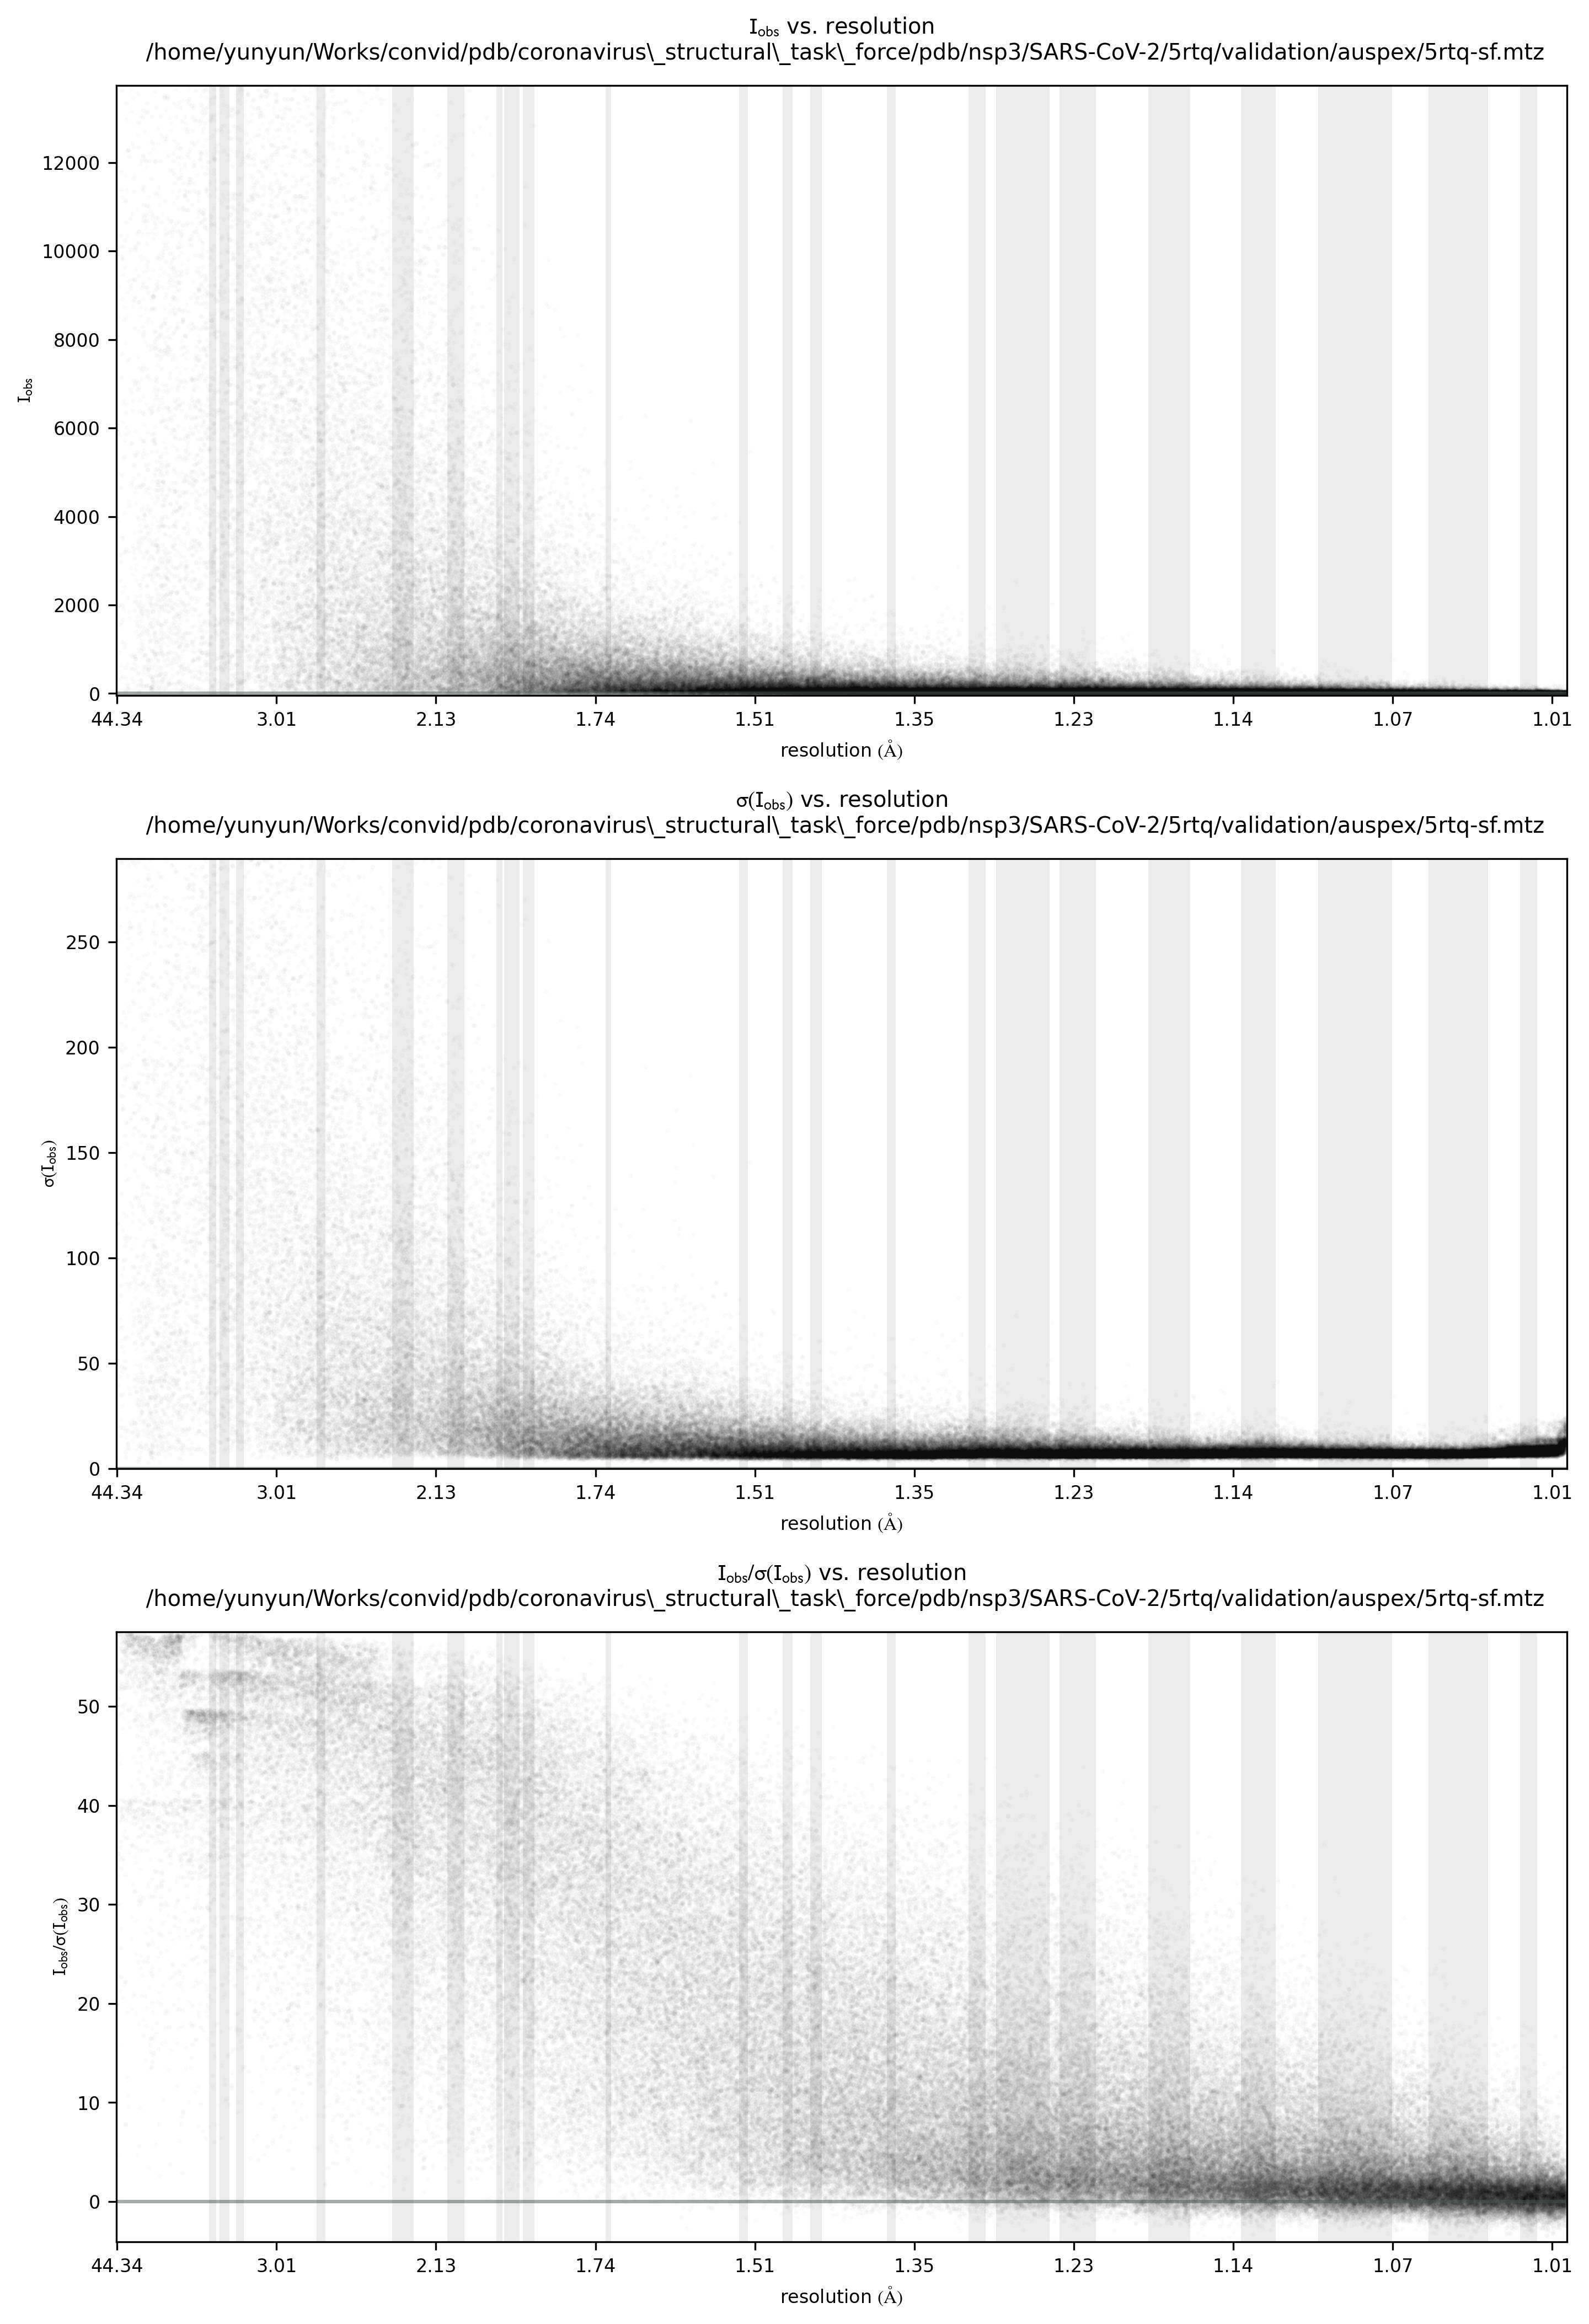 I_obs vs. resolution
/home/yunyun/Works/convid/pdb/coronavirus\_structural\_task\_force/pdb/nsp3/SARS-CoV-2/5rtq/validation/auspex/5rtq-sf.mtz
12000
10000
8000
6000
4000
2000
0
I_obs
44.34 3.01 2.13 1.74 1.51 1.35 1.23 1.14 1.07 1.01
resolution (Å)
σ(I_obs) vs. resolution
/home/yunyun/Works/convid/pdb/coronavirus\_structural\_task\_force/pdb/nsp3/SARS-CoV-2/5rtq/validation/auspex/5rtq-sf.mtz
250
200
150
100
50
0
σ(I_obs)
44.34 3.01 2.13 1.74 1.51 1.35 1.23 1.14 1.07 1.01
resolution (Å)
I_obs/σ(I_obs) vs. resolution
/home/yunyun/Works/convid/pdb/coronavirus\_structural\_task\_force/pdb/nsp3/SARS-CoV-2/5rtq/validation/auspex/5rtq-sf.mtz
50
40
30
20
10
0
I_obs/σ(I_obs)
44.34 3.01 2.13 1.74 1.51 1.35 1.23 1.14 1.07 1.01
resolution (Å)